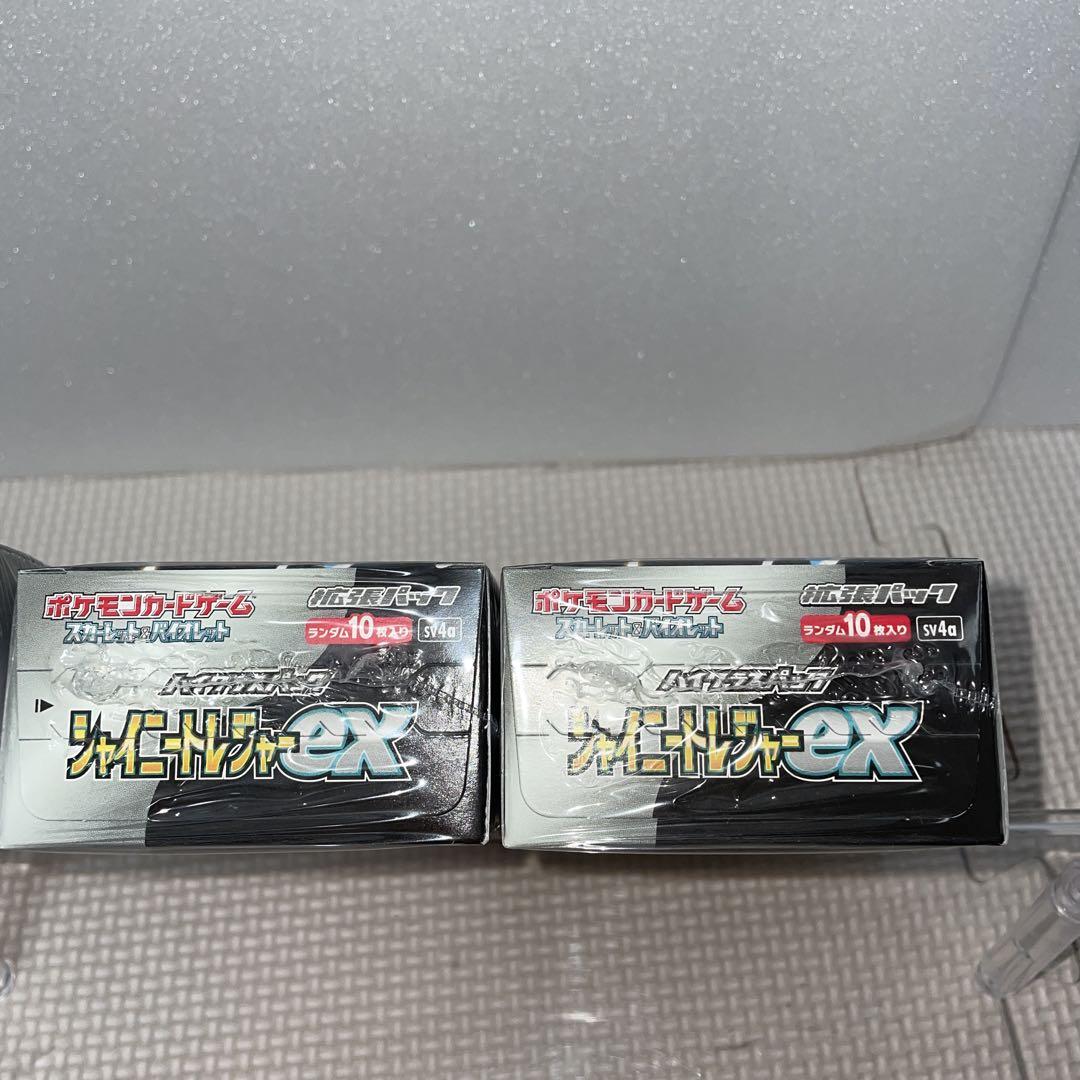 ポケモンカードゲーム 拡張パック
スカーレット&バイオレット ランダム10枚入り sv4a
ハイクラスパック
シャイニートレジャーex
ポケモンカードゲーム 拡張パック
スカーレット&バイオレット ランダム10枚入り sv4a
ハイクラスパック
シャイニートレジャーex